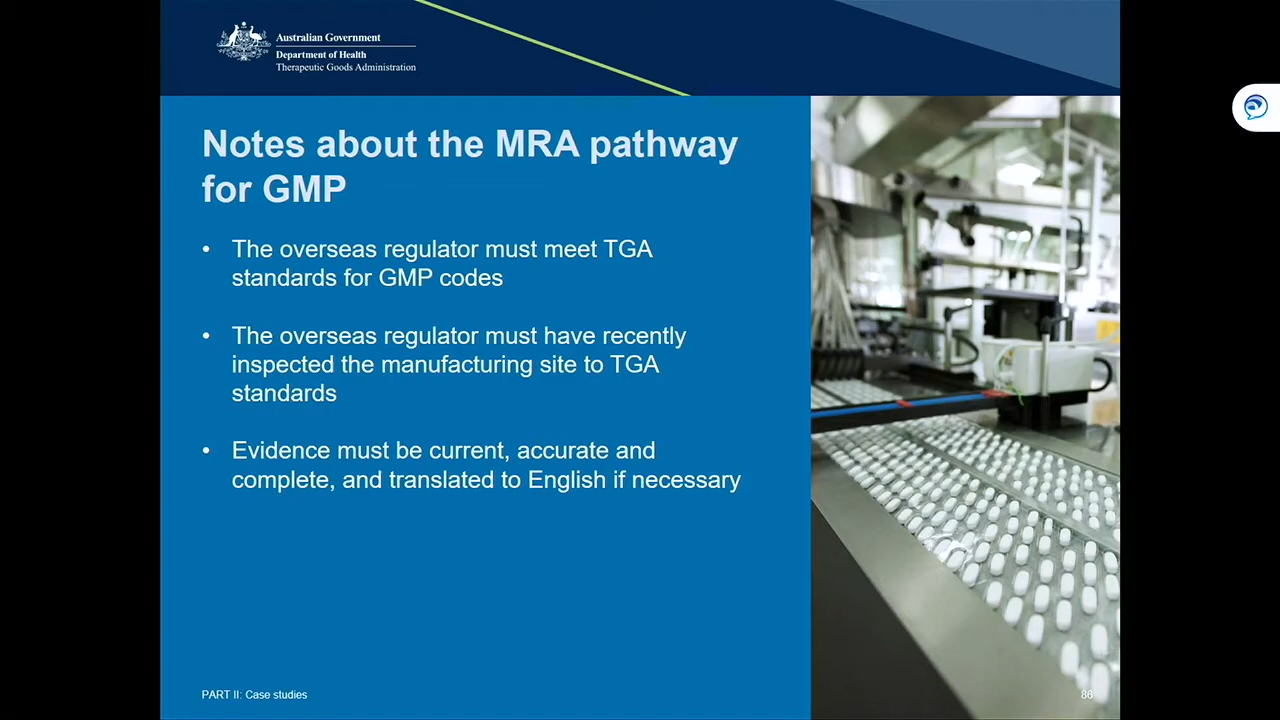 Australian Government
Department of Health
Therapeutic Goods Administration
Notes about the MRA pathway
for GMP
• The overseas regulator must meet TGA
standards for GMP codes
• The overseas regulator must have recently
inspected the manufacturing site to TGA
standards
• Evidence must be current, accurate and
complete, and translated to English if necessary
PART II: Case studies
86